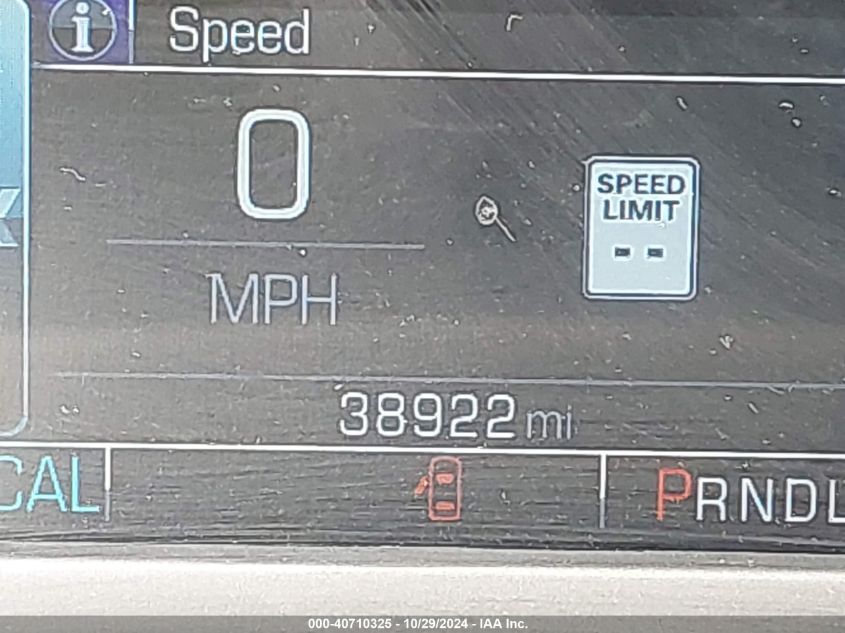 i Speed
0
MPH
SPEED
LIMIT
--
38922 mi
CAL
PRNDL
000-40710325 - 10/29/2024 - IAA Inc.